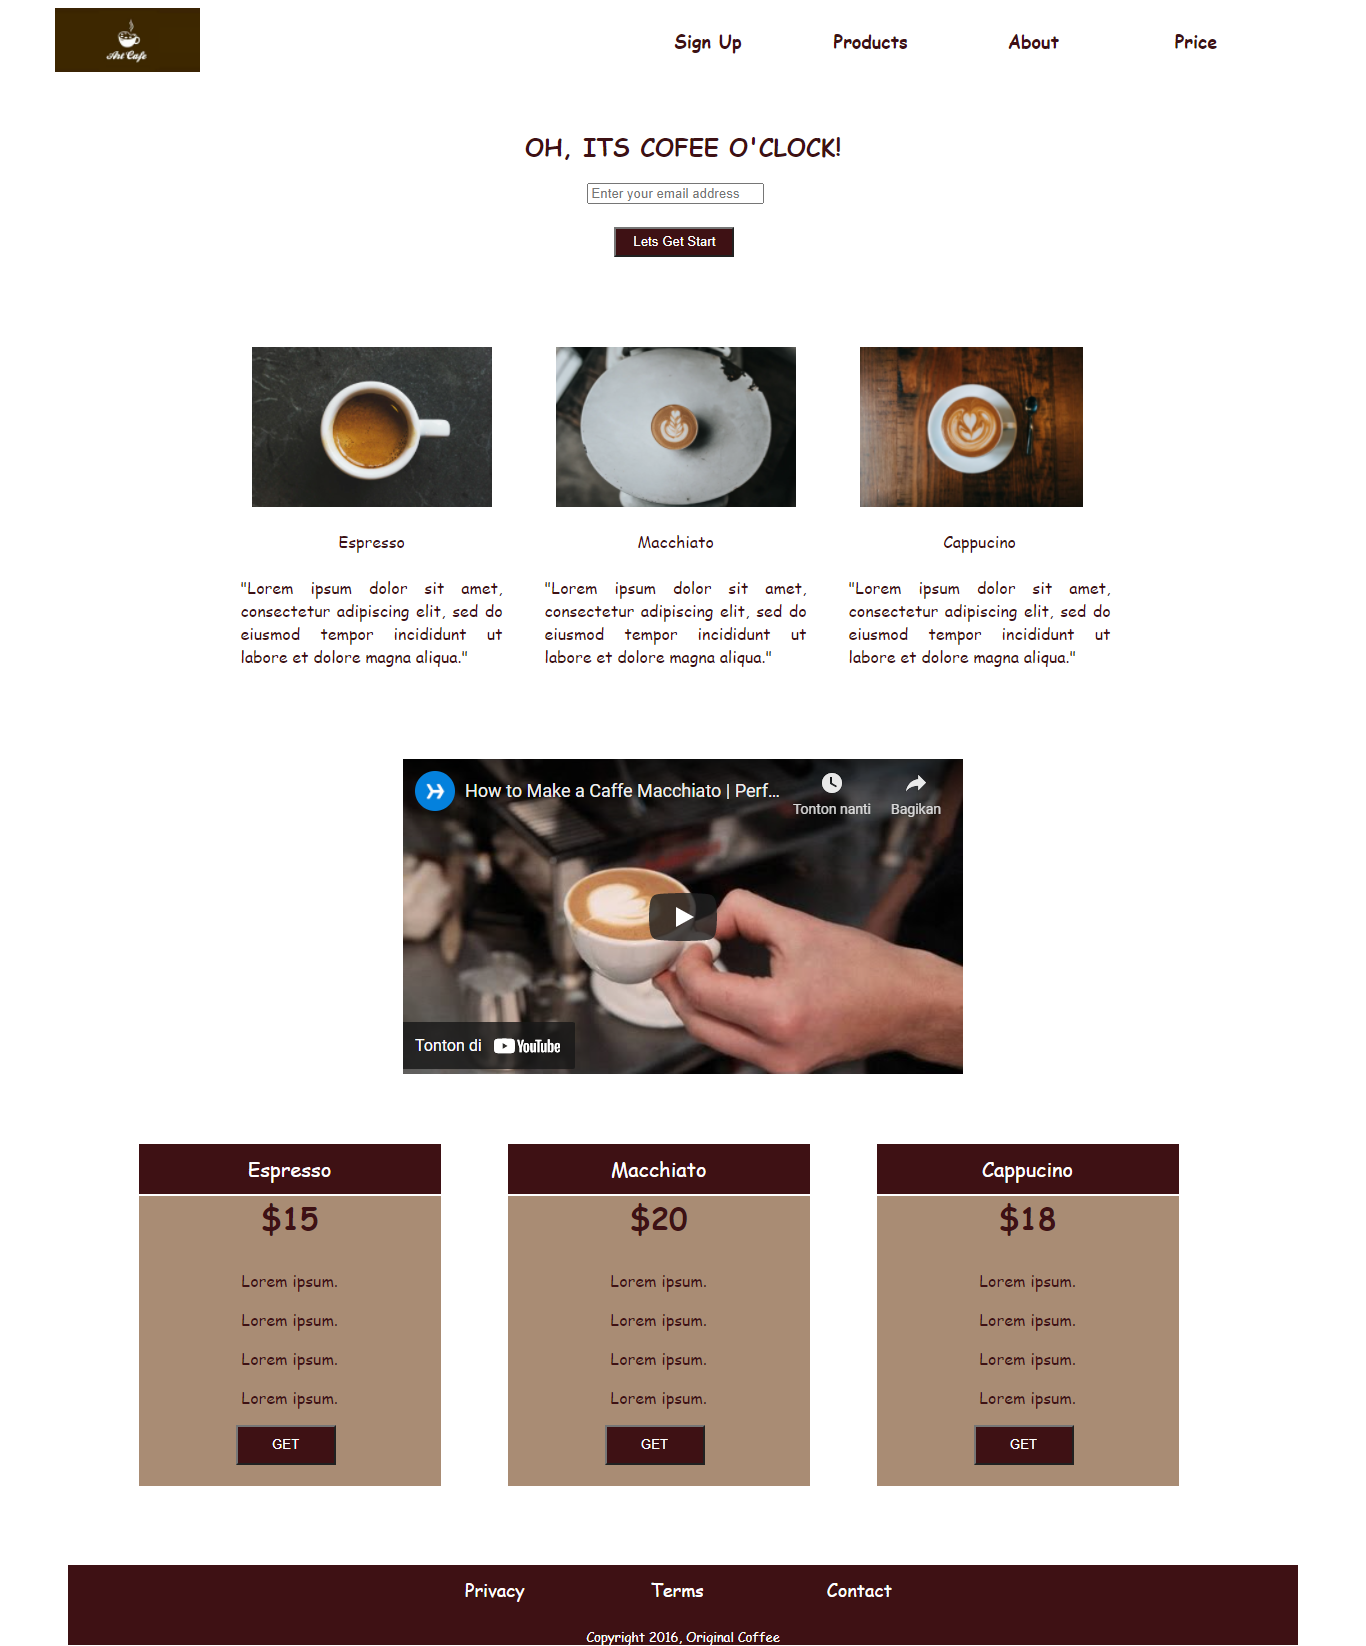 Art Cafe
Sign Up Products About Price
OH, ITS COFEE O'CLOCK!
Enter your email address
Lets Get Start
Espresso
"Lorem ipsum dolor sit amet,
consectetur adipiscing elit, sed do
eiusmod tempor incididunt ut
labore et dolore magna aliqua."
Macchiato
"Lorem ipsum dolor sit amet,
consectetur adipiscing elit, sed do
eiusmod tempor incididunt ut
labore et dolore magna aliqua."
Cappucino
"Lorem ipsum dolor sit amet,
consectetur adipiscing elit, sed do
eiusmod tempor incididunt ut
labore et dolore magna aliqua."
How to Make a Caffe Macchiato | Perf...
Tonton nanti
Bagikan
Tonton di YouTube
Espresso
$15
Lorem ipsum.
Lorem ipsum.
Lorem ipsum.
Lorem ipsum.
GET
Macchiato
$20
Lorem ipsum.
Lorem ipsum.
Lorem ipsum.
Lorem ipsum.
GET
Cappucino
$18
Lorem ipsum.
Lorem ipsum.
Lorem ipsum.
Lorem ipsum.
GET
Privacy Terms Contact
Copyright 2016, Original Coffee